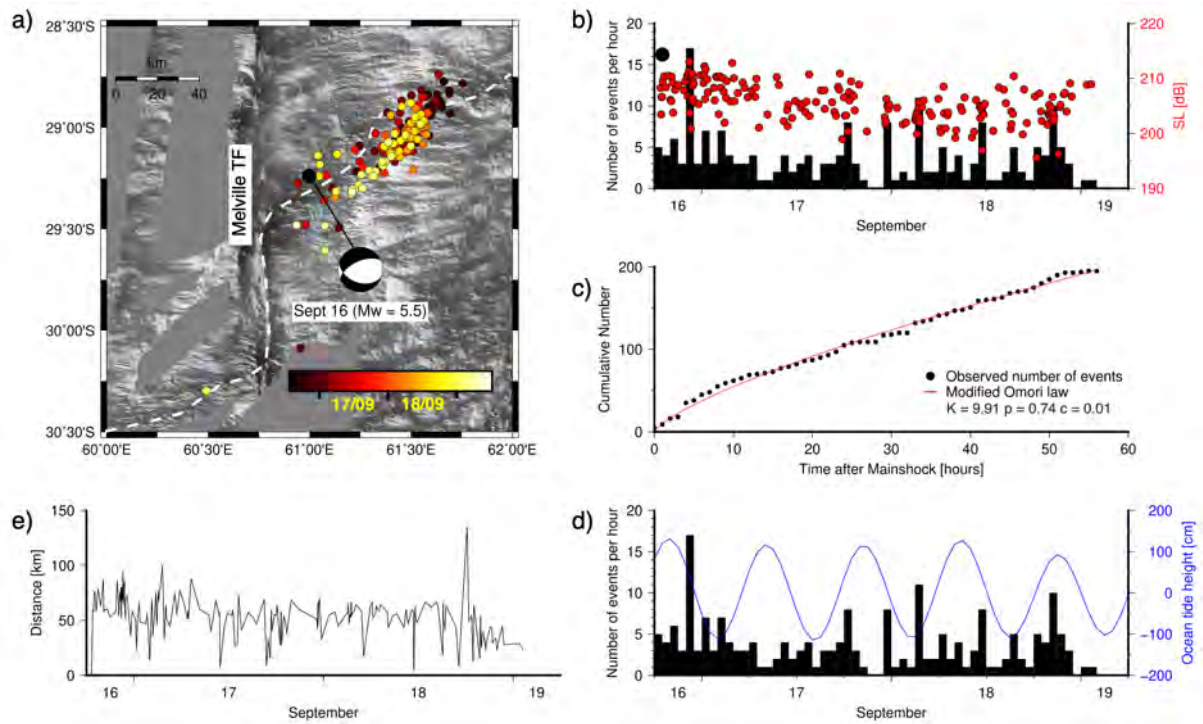 a)
28˚30'S
29˚00'S
29˚30'S
30˚00'S
30˚30'S
60˚00'E
60˚30'E
61˚00'E
61˚30'E
62˚00'E
km
0 20 40
Melville TF
Sept 16 (Mw = 5.5)
17/09 18/09
b)
Number of events per hour
0 5 10 15 20
SL [dB]
190 200 210 220
16 17 18 19
September
c)
Cumulative Number
0 100 200
Observed number of events
Modified Omori law
K = 9.91 p = 0.74 c = 0.01
0 10 20 30 40 50 60
Time after Mainshock [hours]
e)
Distance [km]
0 50 100 150
16 17 18 19
September
d)
Number of events per hour
0 5 10 15 20
Ocean tide height [cm]
−200 −100 0 100 200
16 17 18 19
September